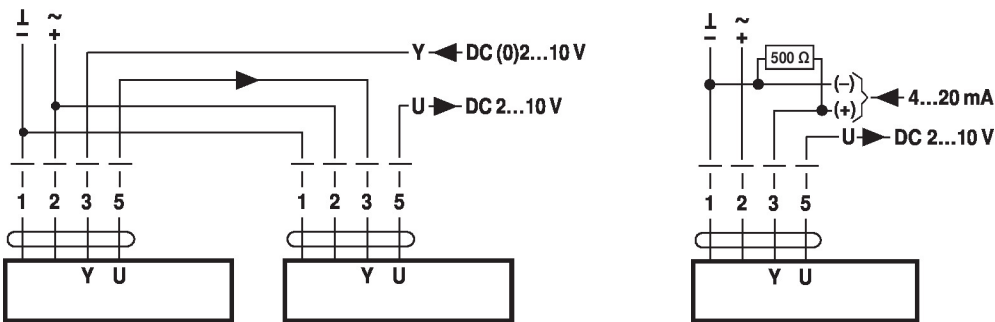 ⊥ ~ ⊥ ~
− + − +
Y DC (0)2…10 V
500 Ω
(−)
4…20 mA
U DC 2…10 V
(+)
U DC 2…10 V
1 2 3 5 1 2 3 5 1 2 3 5
Y U Y U Y U